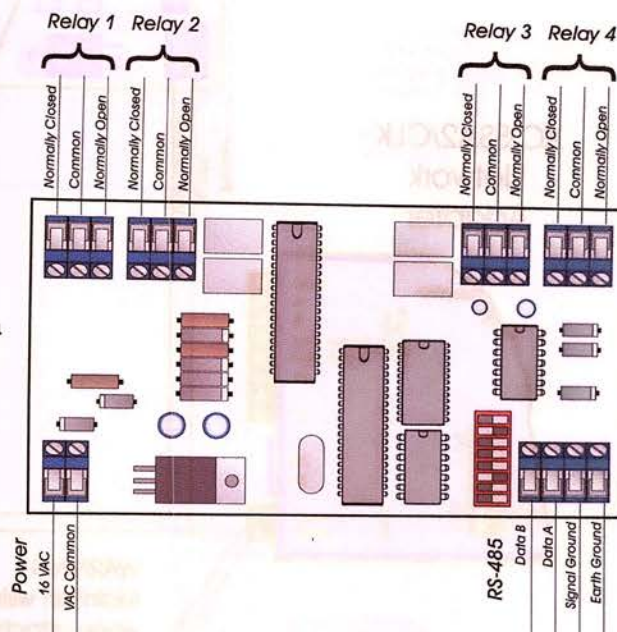 Relay 1
Relay 2
Relay 3
Relay 4
Normally Closed
Common
Normally Open
Normally Closed
Common
Normally Open
Normally Closed
Common
Normally Open
Normally Closed
Common
Normally Open
Power
16 VAC
VAC Common
RS-485
Data B
Data A
Signal Ground
Earth Ground